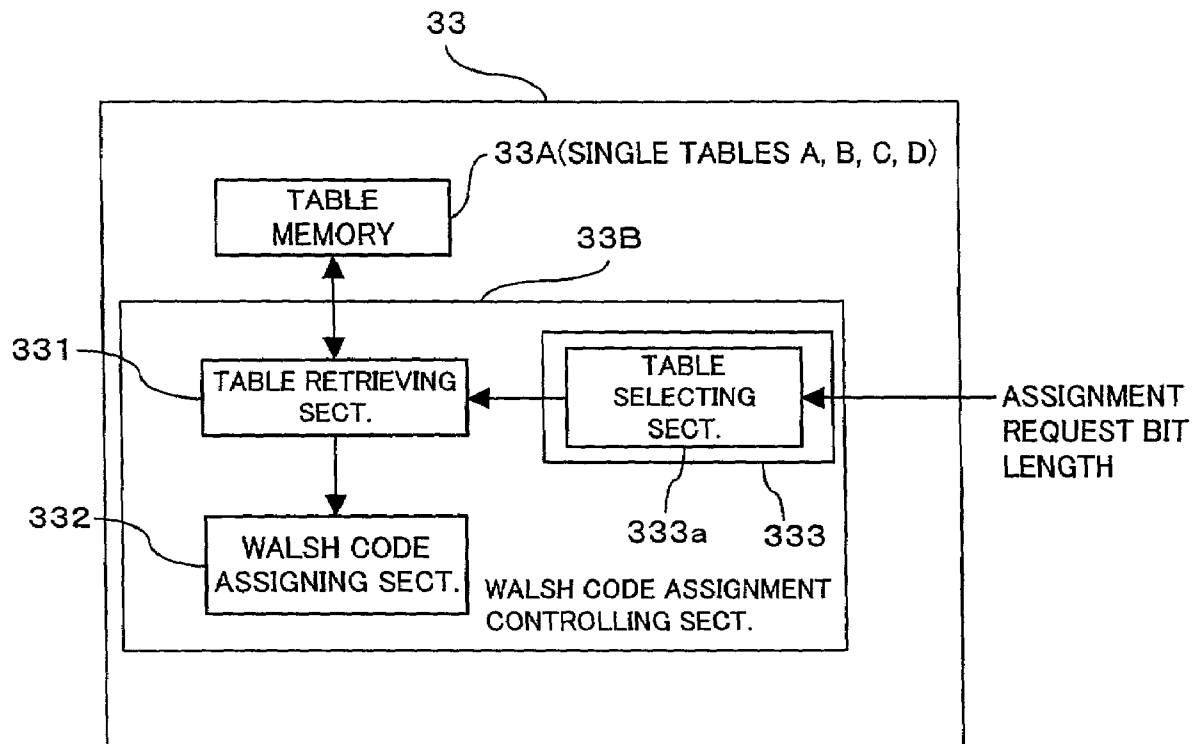 33
33A(SINGLE TABLES A, B, C, D)
TABLE
MEMORY
33B
331
TABLE RETRIEVING
SECT.
TABLE
SELECTING
SECT.
ASSIGNMENT
REQUEST BIT
LENGTH
332
WALSH CODE
ASSIGNING SECT.
333a
333
WALSH CODE ASSIGNMENT
CONTROLLING SECT.